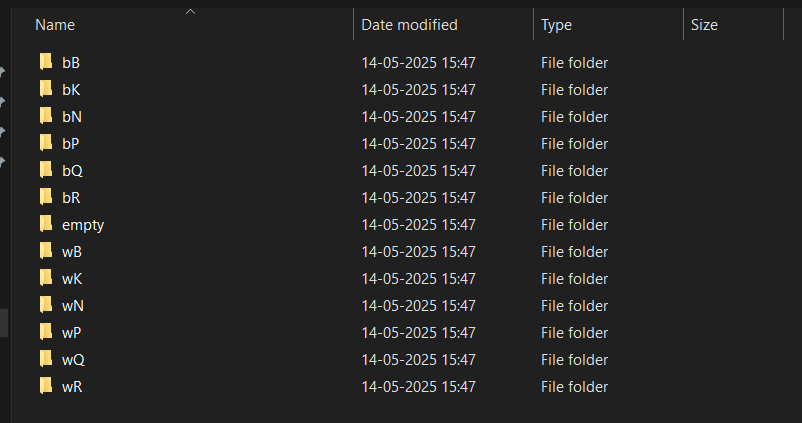 Name Date modified Type Size
bB 14-05-2025 15:47 File folder
bK 14-05-2025 15:47 File folder
bN 14-05-2025 15:47 File folder
bP 14-05-2025 15:47 File folder
bQ 14-05-2025 15:47 File folder
bR 14-05-2025 15:47 File folder
empty 14-05-2025 15:47 File folder
wB 14-05-2025 15:47 File folder
wK 14-05-2025 15:47 File folder
wN 14-05-2025 15:47 File folder
wP 14-05-2025 15:47 File folder
wQ 14-05-2025 15:47 File folder
wR 14-05-2025 15:47 File folder